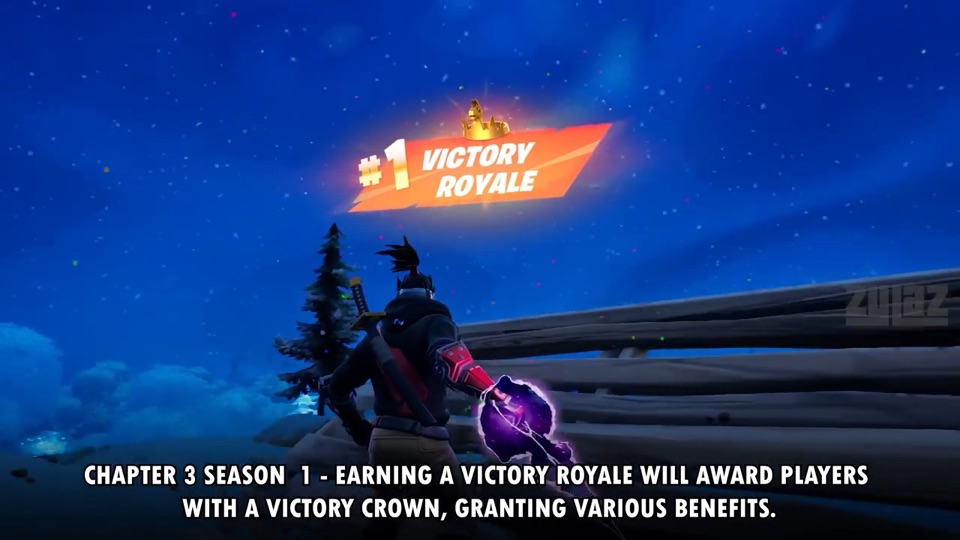 #1 VICTORY
ROYALE
zylaz
CHAPTER 3 SEASON 1 - EARNING A VICTORY ROYALE WILL AWARD PLAYERS
WITH A VICTORY CROWN, GRANTING VARIOUS BENEFITS.